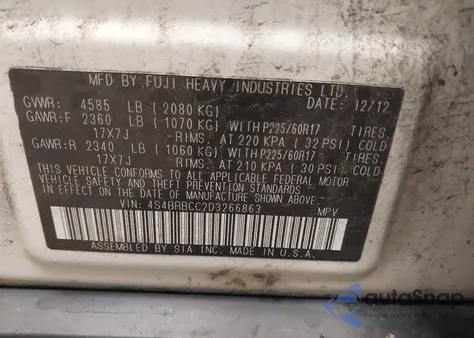 MFD BY FUJI HEAVY INDUSTRIES LTD.
GVWR: 4585 LB (2080 KG) DATE: 12/12
GAWR:F 2360 LB (1070 KG) WITH P225/60R17 TIRES,
17X7J -RIMS, AT 220 KPA (32 PSI) COLD
GAWR:R 2340 LB (1060 KG) WITH P225/60R17 TIRES,
17X7J RIMS, AT 210 KPA (30 PSI) COLD
THIS VEHICLE CONFORMS TO ALL APPLICABLE FEDERAL MOTOR
VEHICLE SAFETY AND THEFT PREVENTION STANDARDS
IN EFFECT ON THE DATE OF MANUFACTURE SHOWN ABOVE.
VIN: 4S4BRBCC2D3266863 MPV
ASSEMBLED BY SIA INC. MADE IN U.S.A.
autoSnap